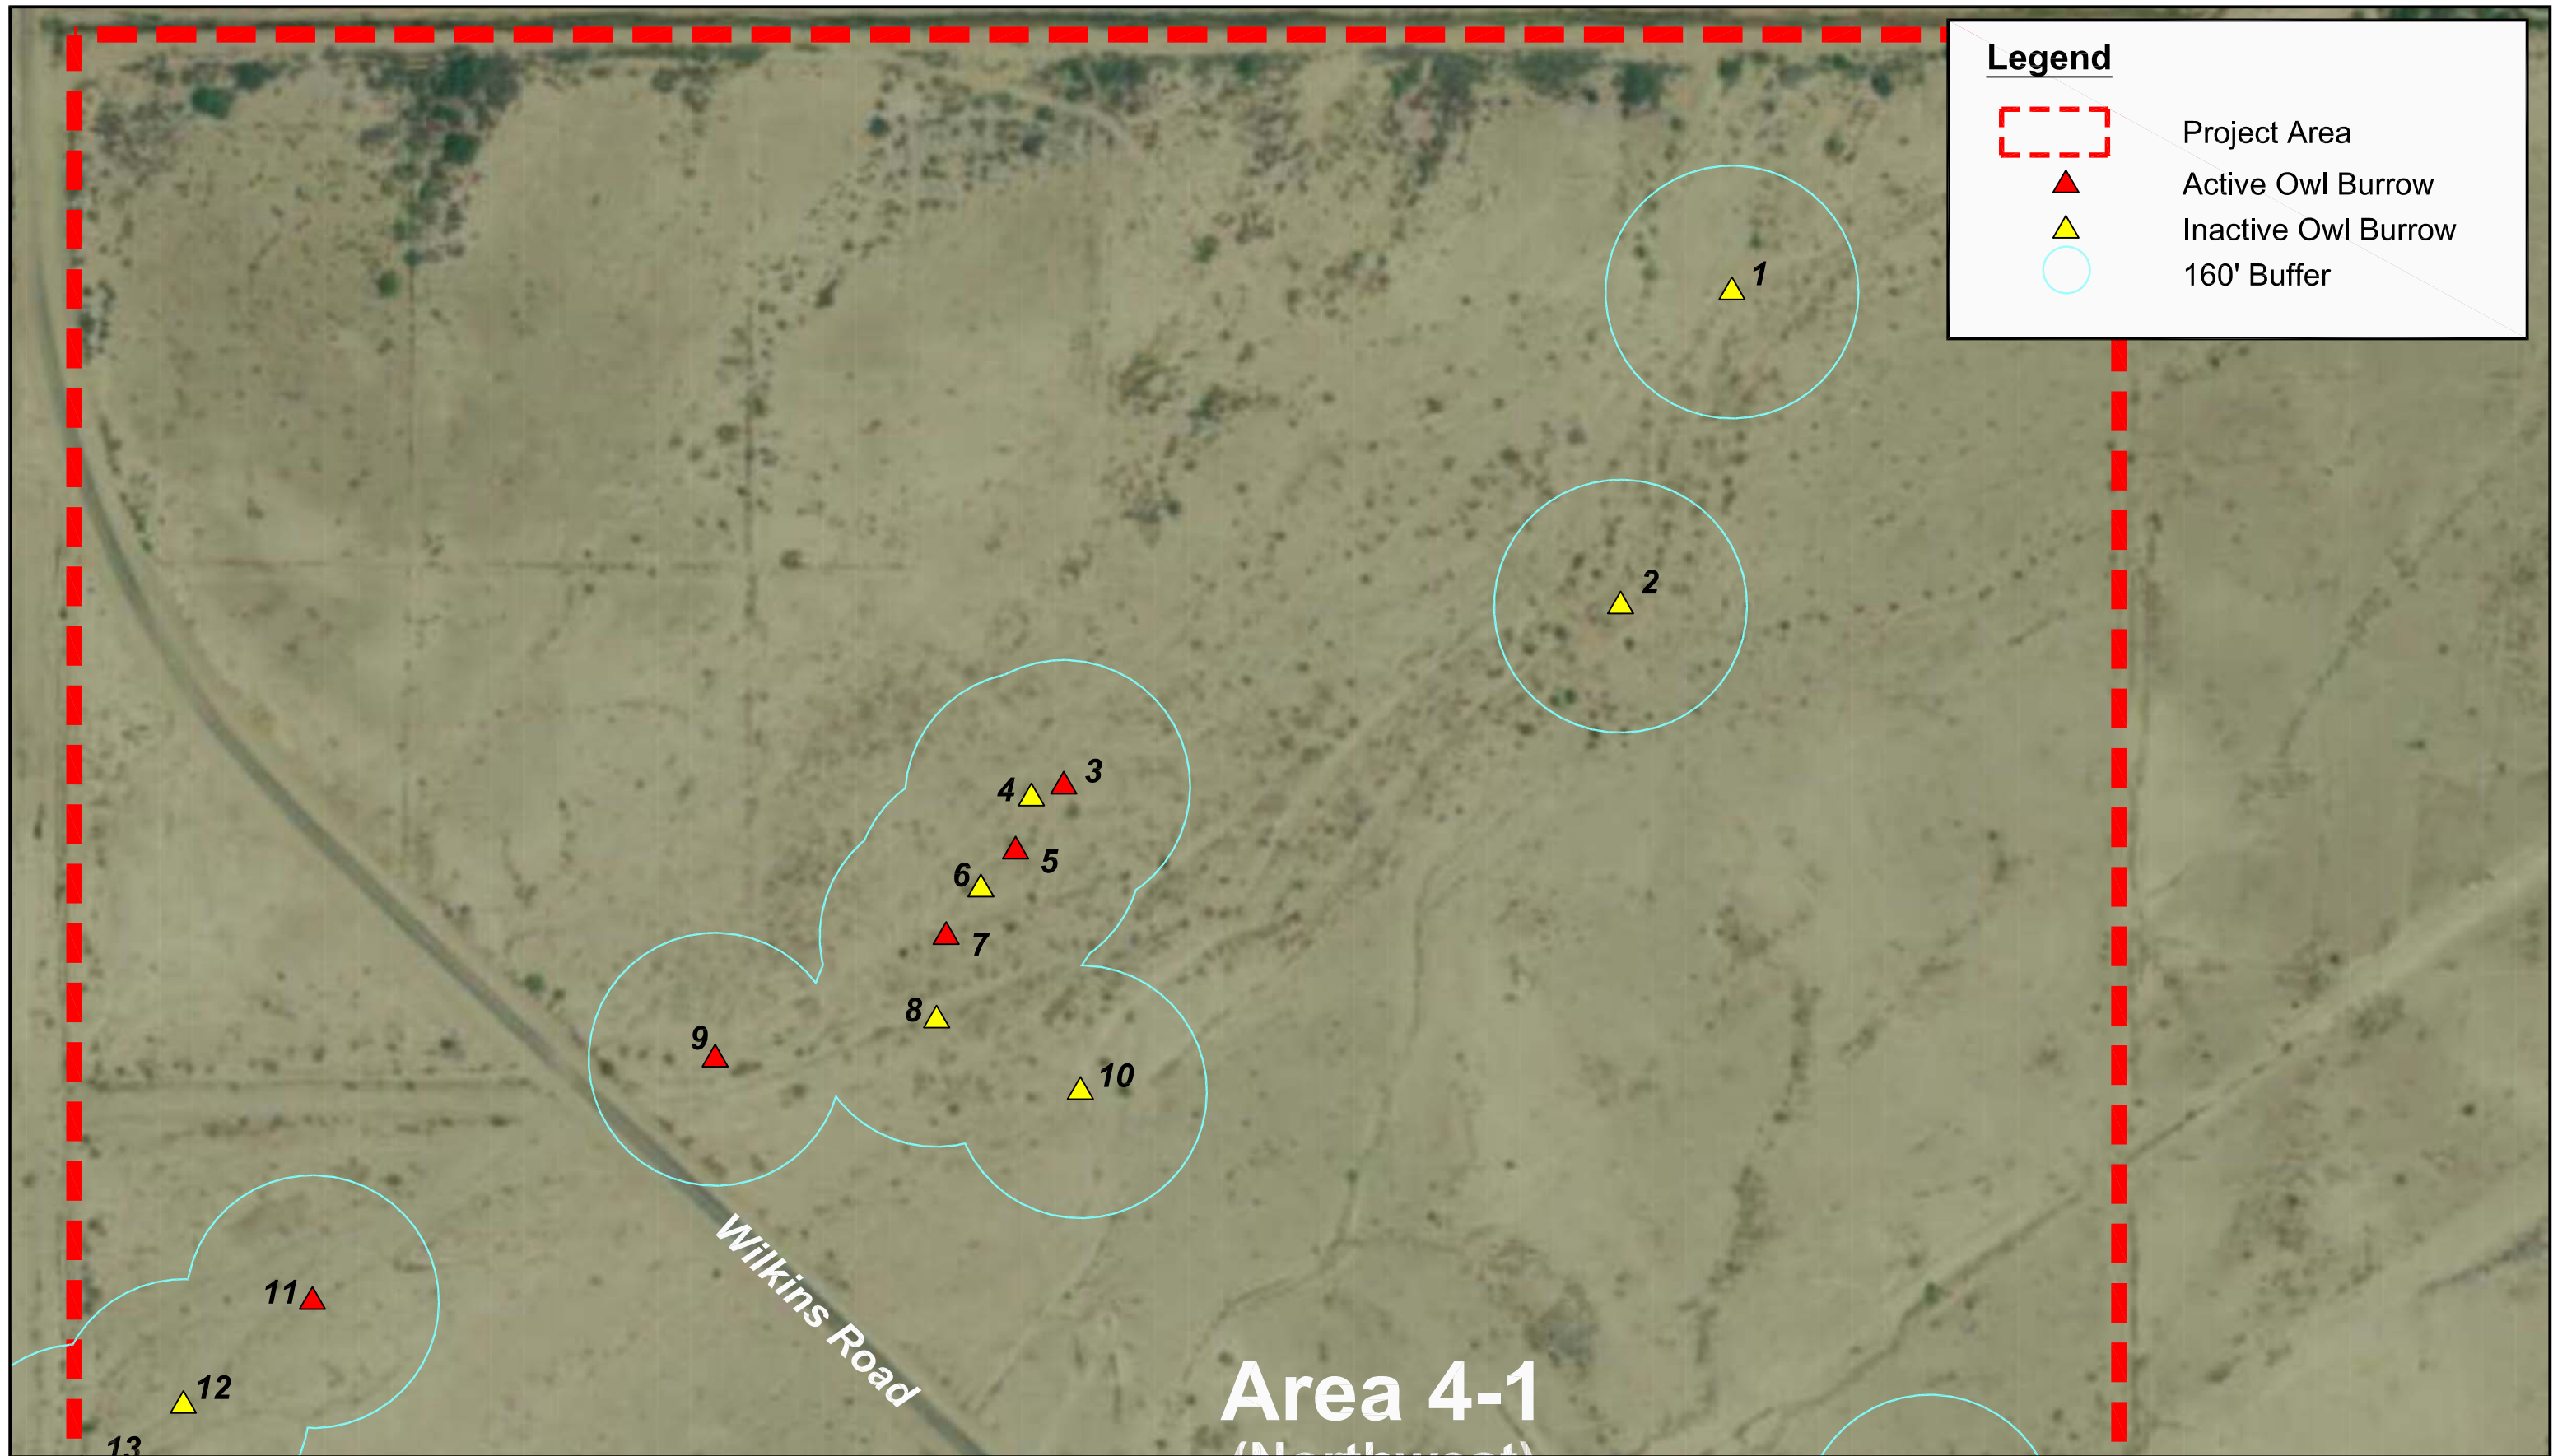 Legend
Project Area
Active Owl Burrow
Inactive Owl Burrow
160' Buffer
1
2
3
4
5
6
7
8
9
10
11
12
13
Wilkins Road
Area 4-1
(Northwest)